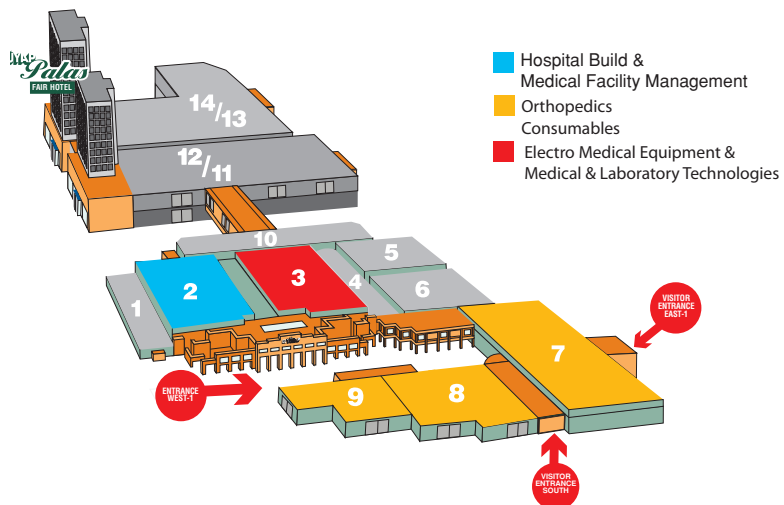 Palas
FAIR HOTEL
Hospital Build &
Medical Facility Management
Orthopedics
Consumables
Electro Medical Equipment &
Medical & Laboratory Technologies
14/13
12/11
10
5
4
3
2
1
6
7
8
9
VISITOR
ENTRANCE
EAST-1
ENTRANCE
WEST-1
VISITOR
ENTRANCE
SOUTH